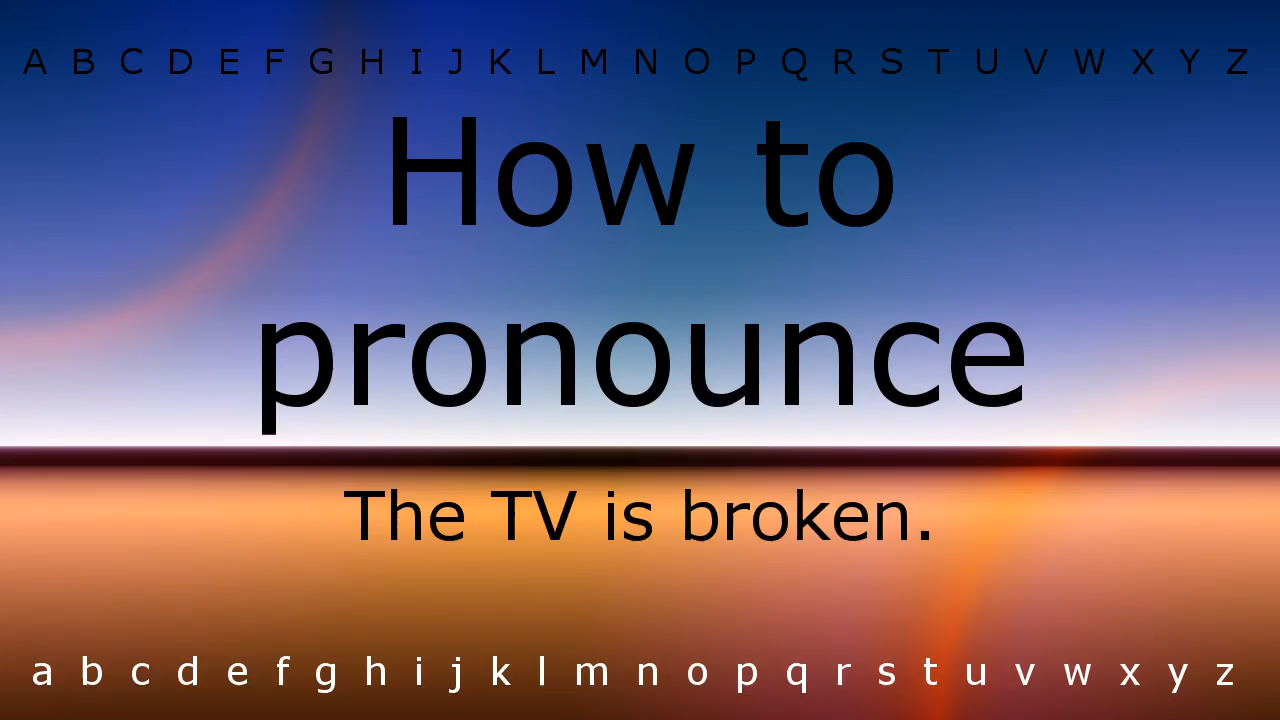 A B C D E F G H I J K L M N O P Q R S T U V W X Y Z
How to
pronounce
The TV is broken.
a b c d e f g h i j k l m n o p q r s t u v w x y z